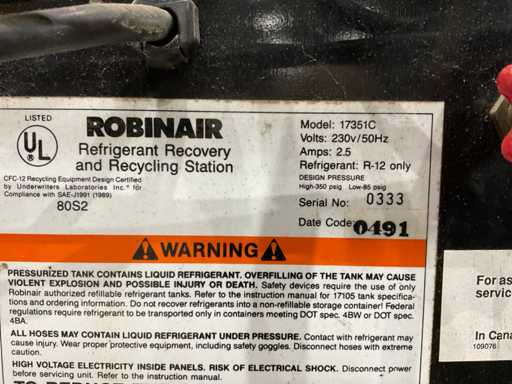 LISTED
UL
®
ROBINAIR
Refrigerant Recovery
and Recycling Station
CFC-12 Recycling Equipment Design Certified
by Underwriters Laboratories Inc.® for
Compliance with SAE-J1991 (1989)
80S2
Model: 17351C
Volts: 230v/50Hz
Amps: 2.5
Refrigerant: R-12 only
DESIGN PRESSURE
High-350 psig Low-85 psig
Serial No: 0333
Date Code: 0491
WARNING
PRESSURIZED TANK CONTAINS LIQUID REFRIGERANT. OVERFILLING OF THE TANK MAY CAUSE
VIOLENT EXPLOSION AND POSSIBLE INJURY OR DEATH. Safety devices require the use of only
Robinair authorized refillable refrigerant tanks. Refer to the instruction manual for 17105 tank specifica-
tions and ordering information. Do not recover refrigerants into a non-refillable storage container! Federal
regulations require refrigerant to be transported only in containers meeting DOT spec. 4BW or DOT spec.
4BA.
ALL HOSES MAY CONTAIN LIQUID REFRIGERANT UNDER PRESSURE. Contact with refrigerant may
cause injury. Wear proper protective equipment, including safety goggles. Disconnect hoses with extreme
caution.
HIGH VOLTAGE ELECTRICITY INSIDE PANELS. RISK OF ELECTRICAL SHOCK. Disconnect power
before servicing unit. Refer to instruction manual.
For as
servic
In Cana
109076